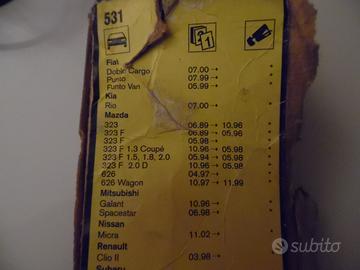 531
1
Fiat
Doblo Cargo 07.00→ *
Punto 07.99→ *
Punto Van 05.99→ *
Kia
Rio 07.00→ *
Mazda
323 06.89→ 10.96 *
323 F 06.89→ 05.98 *
323 F 1.3 Coupé 10.96→ 05.98 *
323 F 1.5, 1.8, 2.0 05.94→ 05.98 *
323 F 2.0 D 10.96→ 05.98 *
626 04.97→ *
626 Wagon 10.97→ 11.99 *
Mitsubishi
Galant 10.96→ *
Spacestar 06.98→ *
Nissan
Micra 11.02→ *
Renault
Clio II 03.98→ *
Subaru
subito